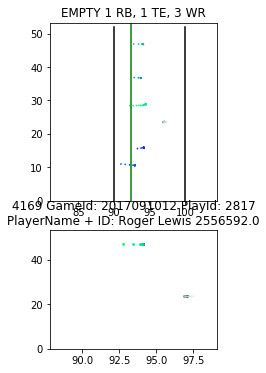 EMPTY 1 RB, 1 TE, 3 WR
50
40
30
20
10
0
85 90 95 100
4169 GameId: 2017091012 PlayId: 2817
PlayerName + ID: Roger Lewis 2556592.0
40
20
0
90.0 92.5 95.0 97.5